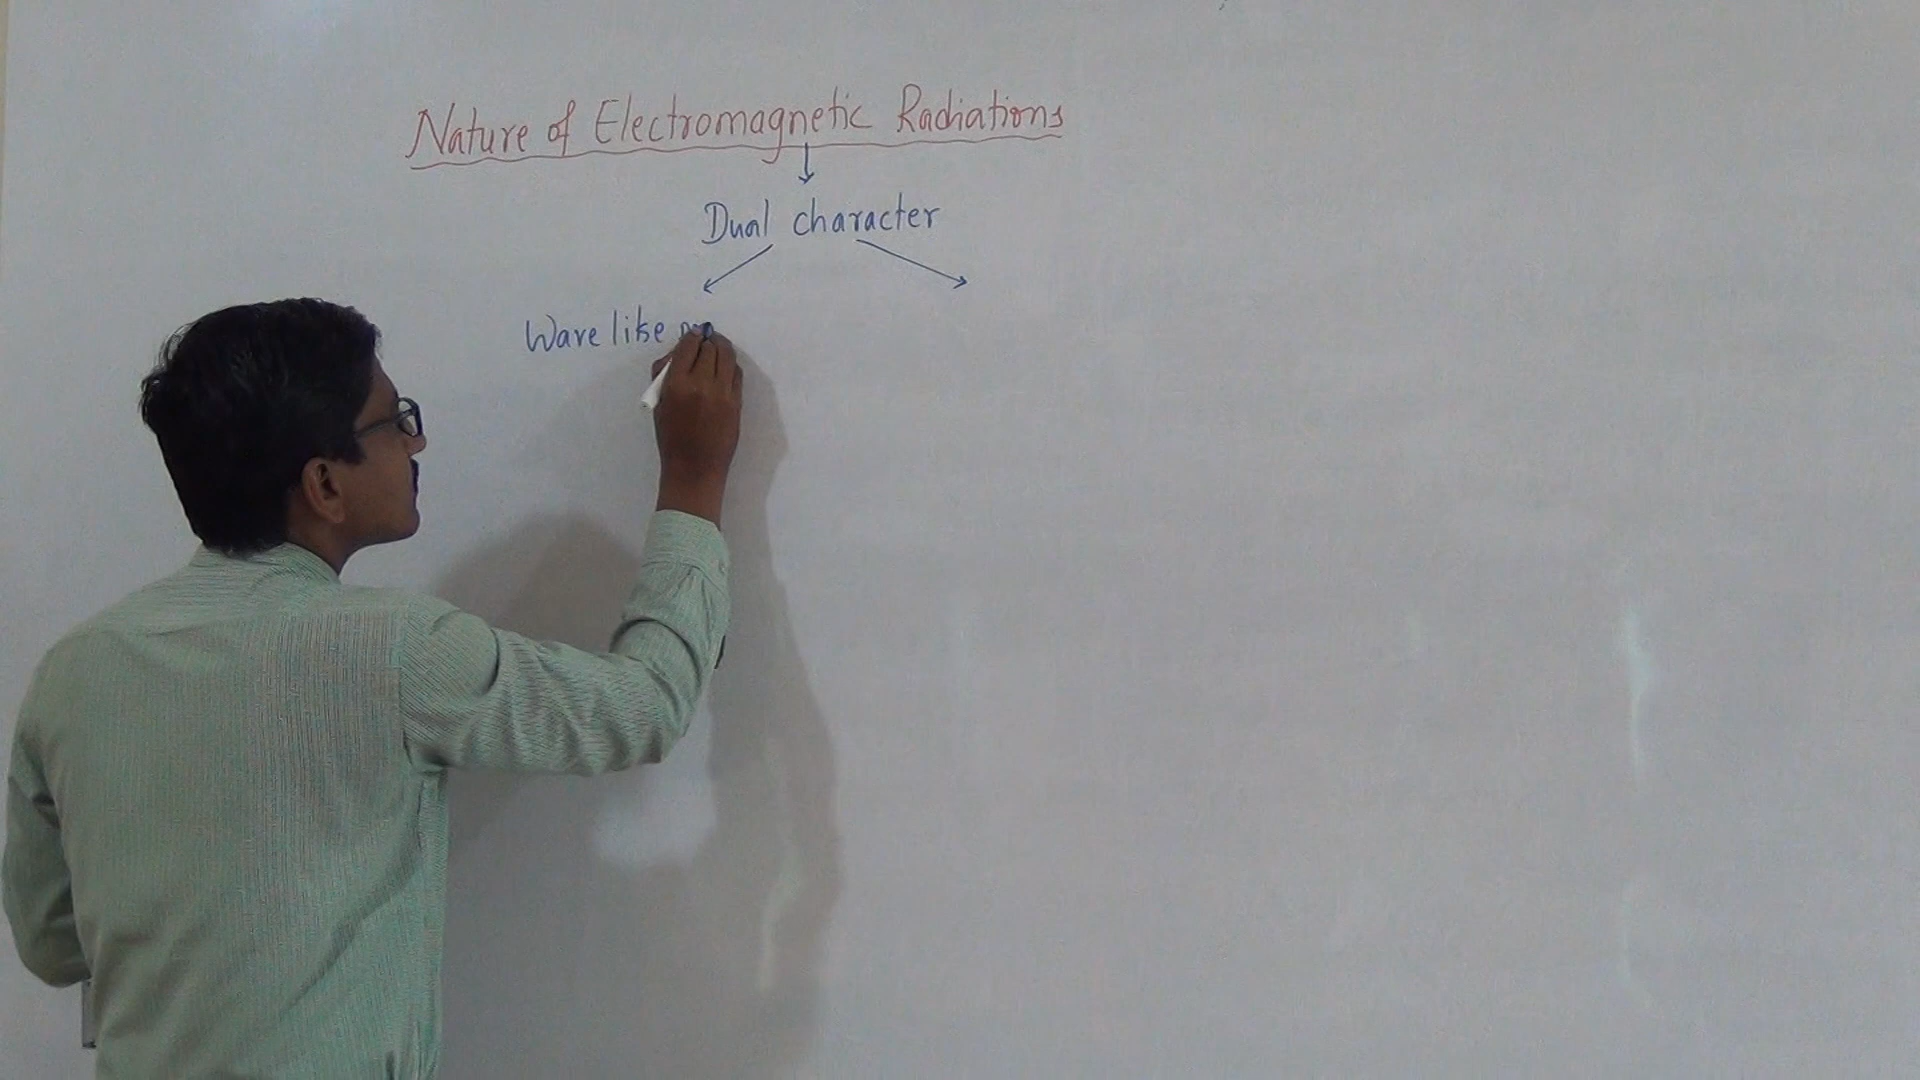 Nature of Electromagnetic Radiations
Dual character
Wave like